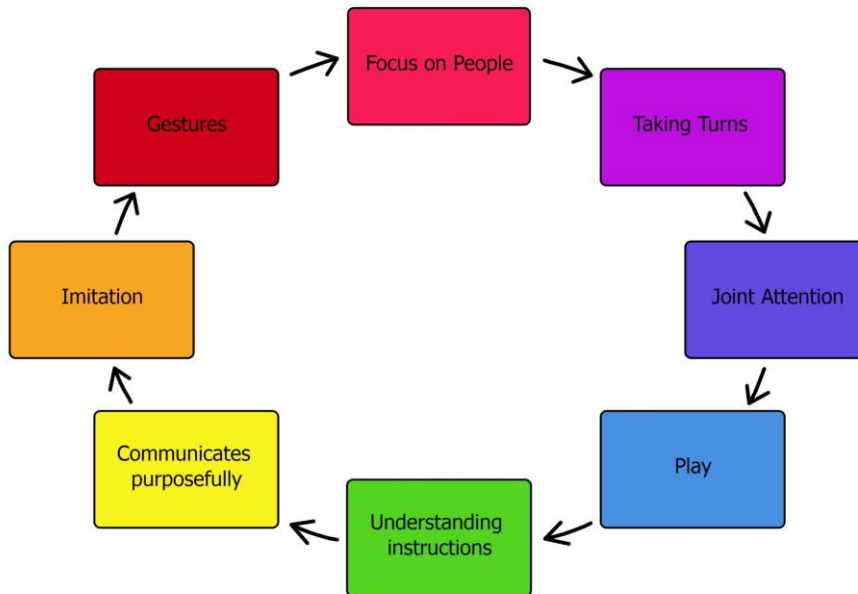 Focus on People
Taking Turns
Joint Attention
Play
Understanding
instructions
Communicates
purposefully
Imitation
Gestures